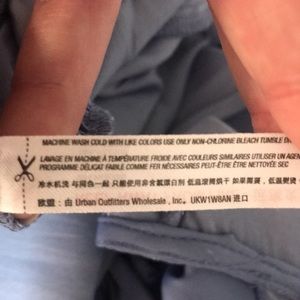 MACHINE WASH COLD WITH LIKE COLORS USE ONLY NON-CHLORINE BLEACH TUMBLE
LAVAGE EN MACHINE À TEMPÉRATURE FROIDE AVEC COULEURS SIMILAIRES UTILISER UN AGEN
PROGRAMME DÉLICAT FAIBLE COMME FER NÉCESSAIRES PEUT-ÊTRE ÊTRE NETTOYÉ SEC
冷水机洗 与同色一起 只能使用非含氯漂白剂 低温滚筒烘干 如果需要, 低温熨烫
欧盟: 由 Urban Outfitters Wholesale, Inc。 UKW1W8AN 进口